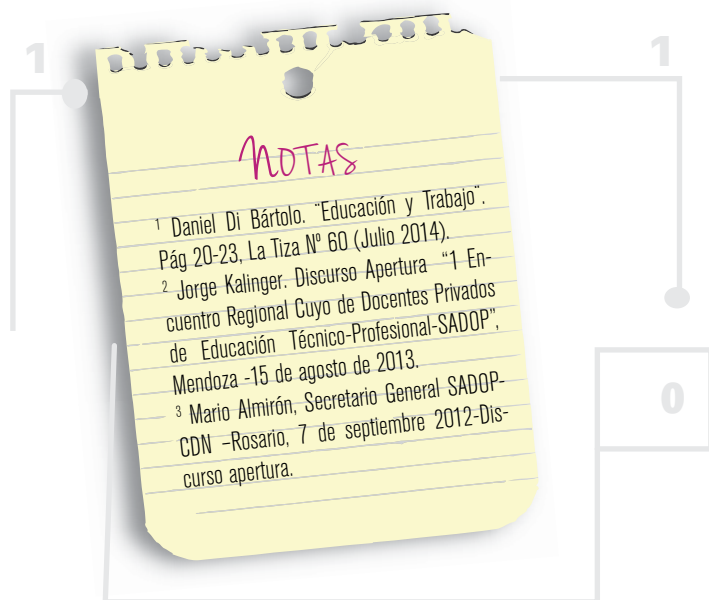 1
1
NOTAS
¹ Daniel Di Bártolo. ¨Educación y Trabajo¨.
Pág 20-23, La Tiza Nº 60 (Julio 2014).
² Jorge Kalinger. Discurso Apertura “1 En-
cuentro Regional Cuyo de Docentes Privados
de Educación Técnico-Profesional-SADOP”,
Mendoza -15 de agosto de 2013.
³ Mario Almirón, Secretario General SADOP-
CDN –Rosario, 7 de septiembre 2012-Dis-
curso apertura.
0